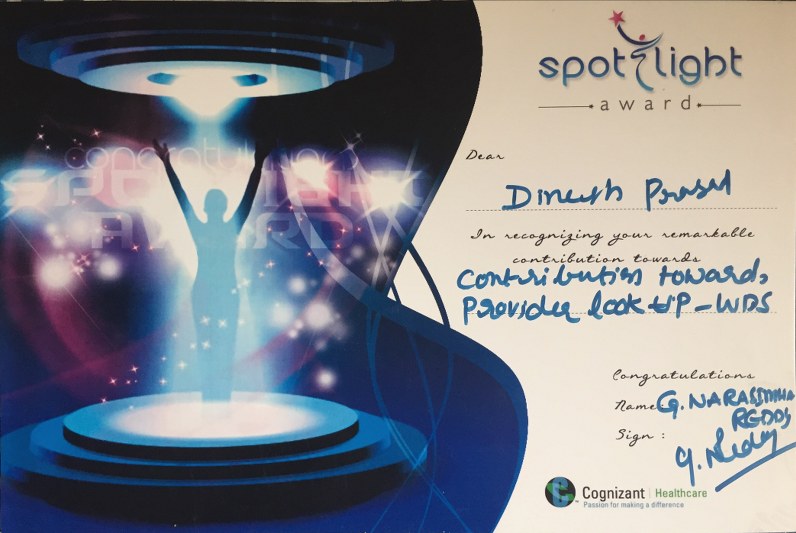 congratulations
SPOTLIGHT
AWARD
spotlight
award
Dear
Dinesh Prasad
In recognizing your remarkable
contribution towards
Contribution towards
Provider look UP - WDS
Congratulations
Name G. NARASIMHA
REDDY
Sign :
G. Reddy
Cognizant | Healthcare
Passion for making a difference